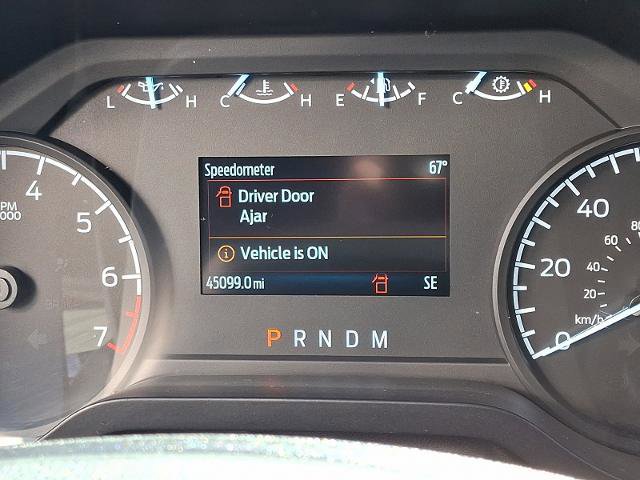 L H C H E F C H
Speedometer 67°
Driver Door
Ajar
Vehicle is ON
45099.0 mi SE
P R N D M
4
5
6
7
PM
000
40
20
0
80
60
40
20
km/h